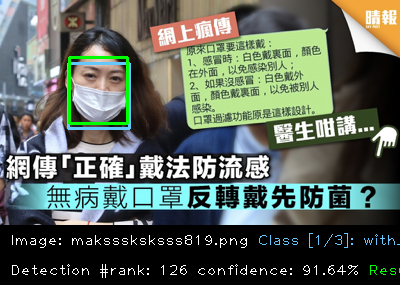 晴報
網上瘋傳
原來口罩要這樣戴：
1、感冒時：白色戴裏面，顏色
在外面，以免感染別人；
2、如果沒感冒：白色戴外
面，顏色戴裏面，以免被別人
感染。
口罩過濾功能原是這樣設計。
醫生咁講...
網傳「正確」戴法防流感
無病戴口罩反轉戴先防菌？
Image: maksssksksss819.png Class [1/3]: with_
Detection #rank: 126 confidence: 91.64% Res